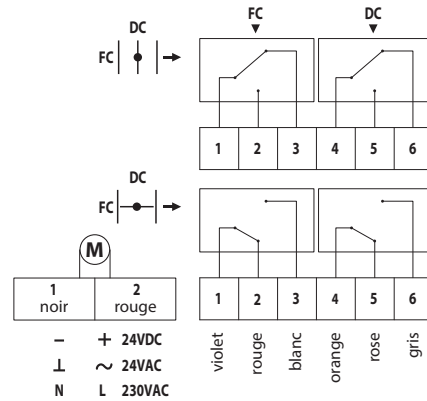 FC DC
DC
FC
1 2 3 4 5 6
DC
FC
M
1 2
noir rouge
1 2 3 4 5 6
violet rouge blanc orange rose gris
– + 24VDC
⊥ ~ 24VAC
N L 230VAC